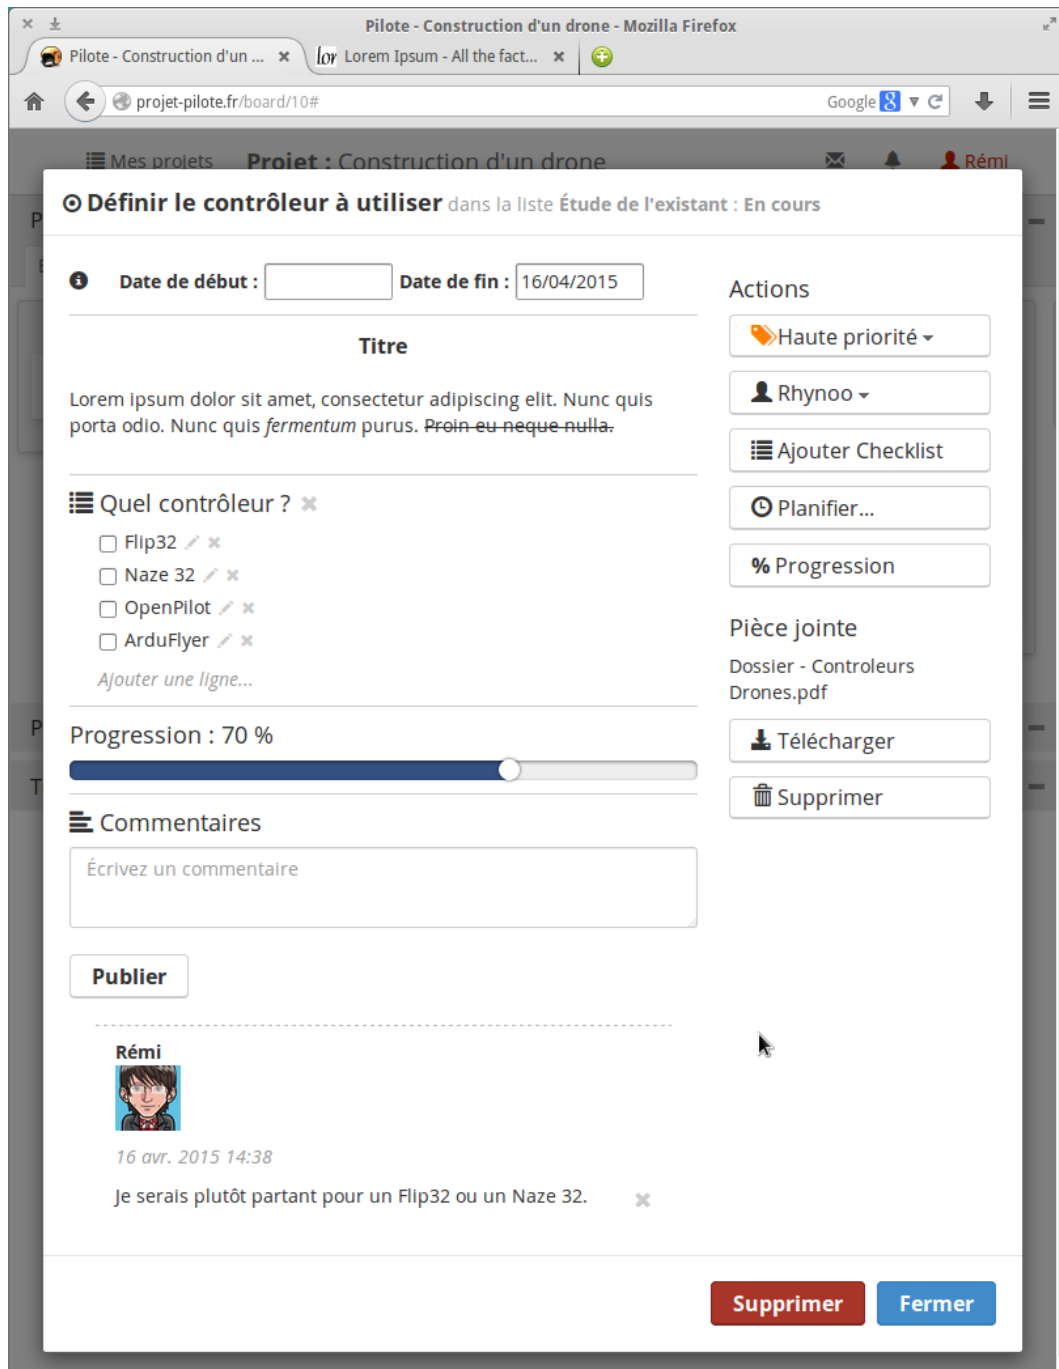 Pilote - Construction d'un drone - Mozilla Firefox
Pilote - Construction d'un ...
lor Lorem Ipsum - All the fact...
projet-pilote.fr/board/10#
Google 8
Mes projets Projet : Construction d'un drone Rémi
Définir le contrôleur à utiliser dans la liste Étude de l'existant : En cours
P
Date de début : Date de fin : 16/04/2015
Actions
Titre
Haute priorité
Lorem ipsum dolor sit amet, consectetur adipiscing elit. Nunc quis
porta odio. Nunc quis fermentum purus. Proin eu neque nulla.
Rhynoo
Ajouter Checklist
Quel contrôleur ?
Planifier...
Flip32
Naze 32
% Progression
OpenPilot
ArduFlyer
Pièce jointe
Dossier - Controleurs
Drones.pdf
Ajouter une ligne...
P
Progression : 70 %
Télécharger
T
Supprimer
Commentaires
Écrivez un commentaire
Publier
Rémi
16 avr. 2015 14:38
Je serais plutôt partant pour un Flip32 ou un Naze 32.
Supprimer
Fermer